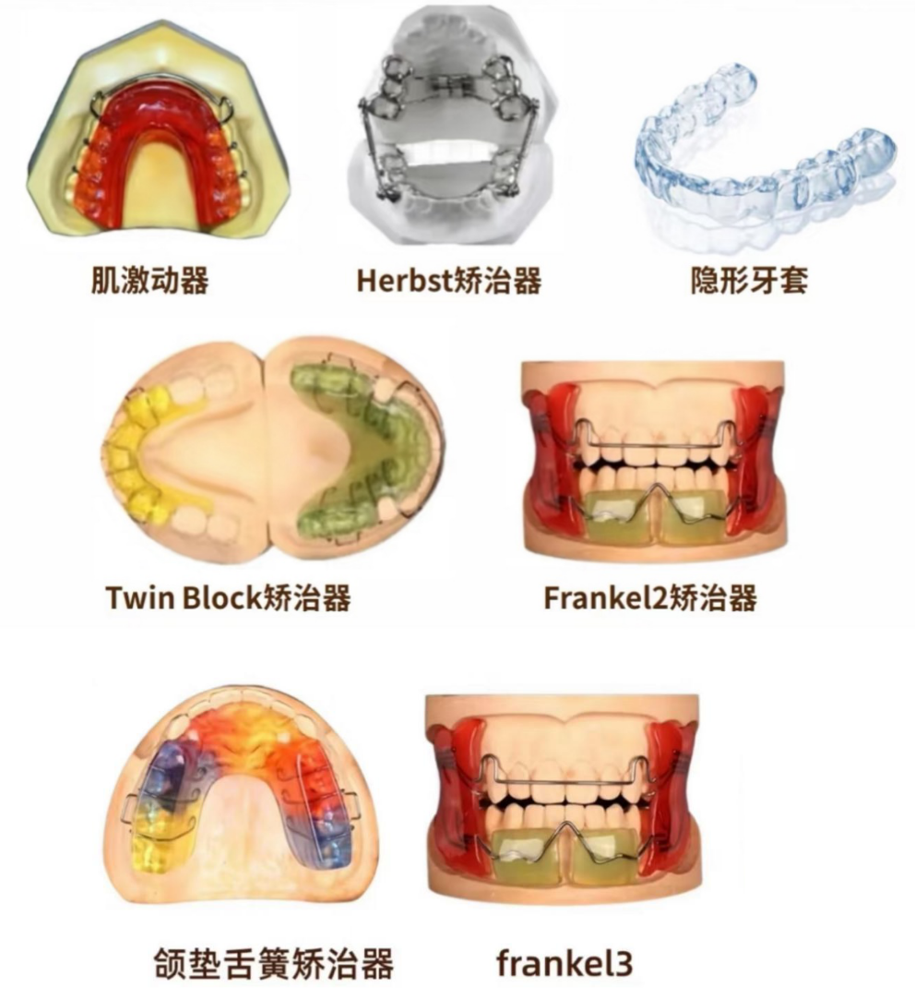 肌激动器
Herbst矫治器
隐形牙套
Twin Block矫治器
Frankel2矫治器
颌垫舌簧矫治器
frankel3